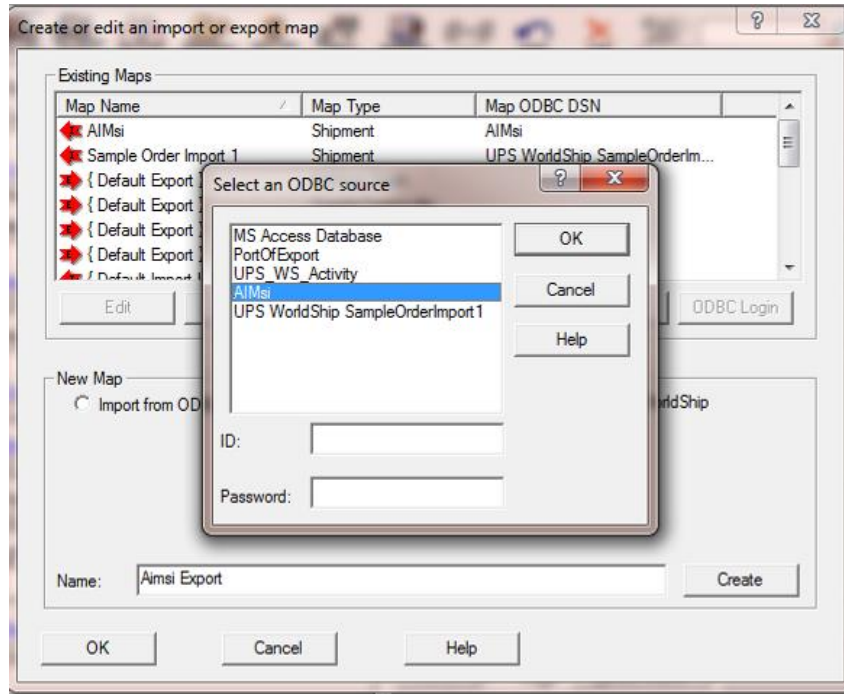 Create or edit an import or export map
Existing Maps
Map Name Map Type Map ODBC DSN
AIMsi Shipment AIMsi
Sample Order Import 1 Shipment UPS WorldShip SampleOrderIm...
{ Default Export
{ Default Export
{ Default Export
{ Default Export
{ Default Import
Edit ODBC Login
Select an ODBC source
MS Access Database
PortOfExport
UPS_WS_Activity
AIMsi
UPS WorldShip SampleOrderImport1
OK
Cancel
Help
ID:
Password:
New Map
Import from OD
Name: Aimsi Export Create
OK Cancel Help